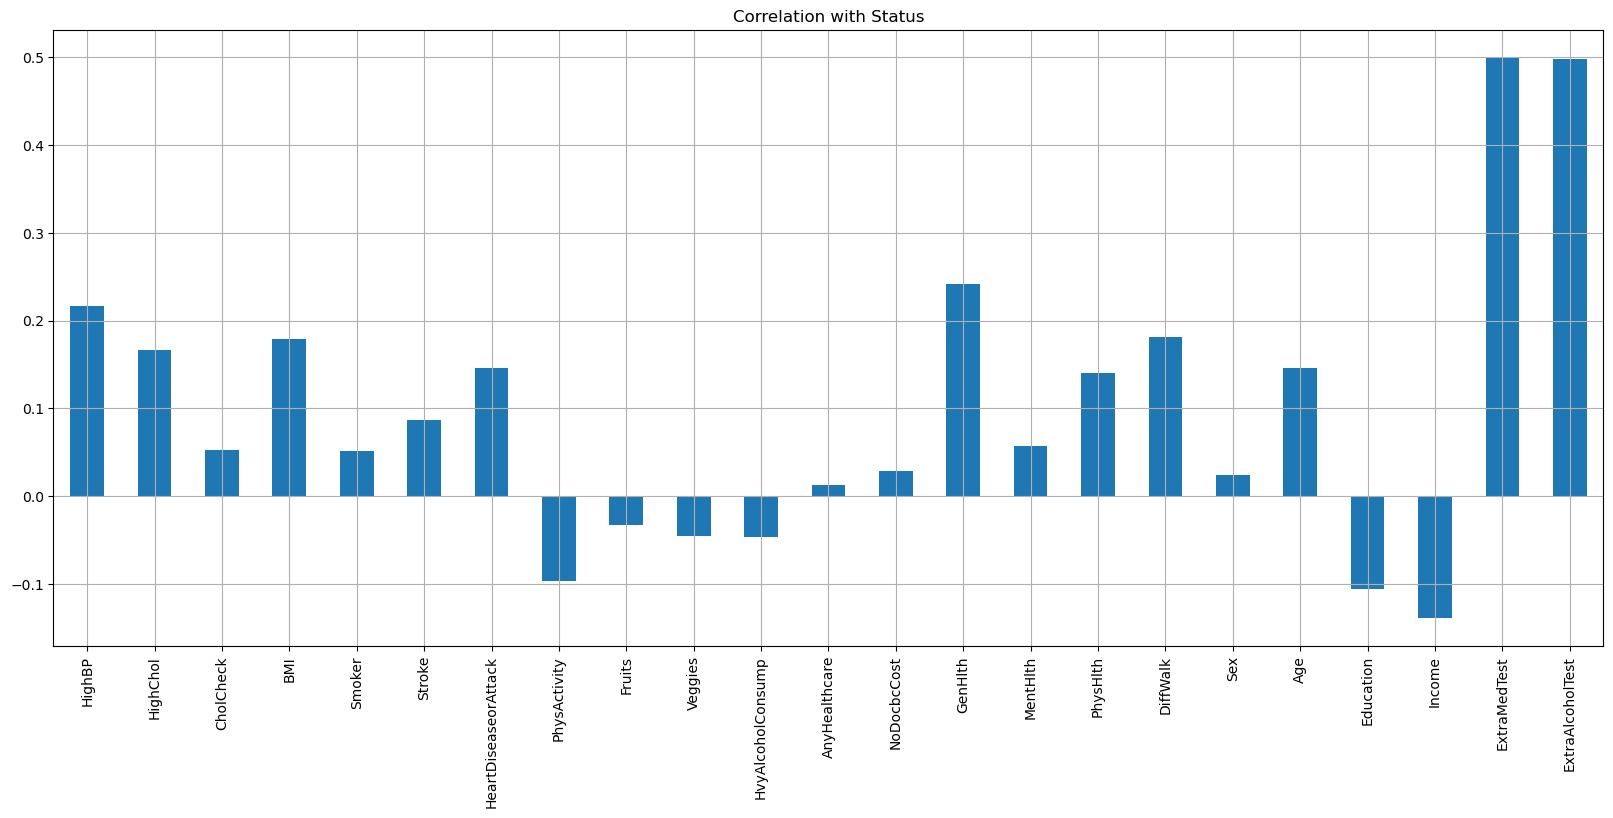 Correlation with Status
0.5
0.4
0.3
0.2
0.1
0.0
−0.1
HighBP
HighChol
CholCheck
BMI
Smoker
Stroke
HeartDiseaseorAttack
PhysActivity
Fruits
Veggies
HvyAlcoholConsump
AnyHealthcare
NoDocbcCost
GenHlth
MentHlth
PhysHlth
DiffWalk
Sex
Age
Education
Income
ExtraMedTest
ExtraAlcoholTest